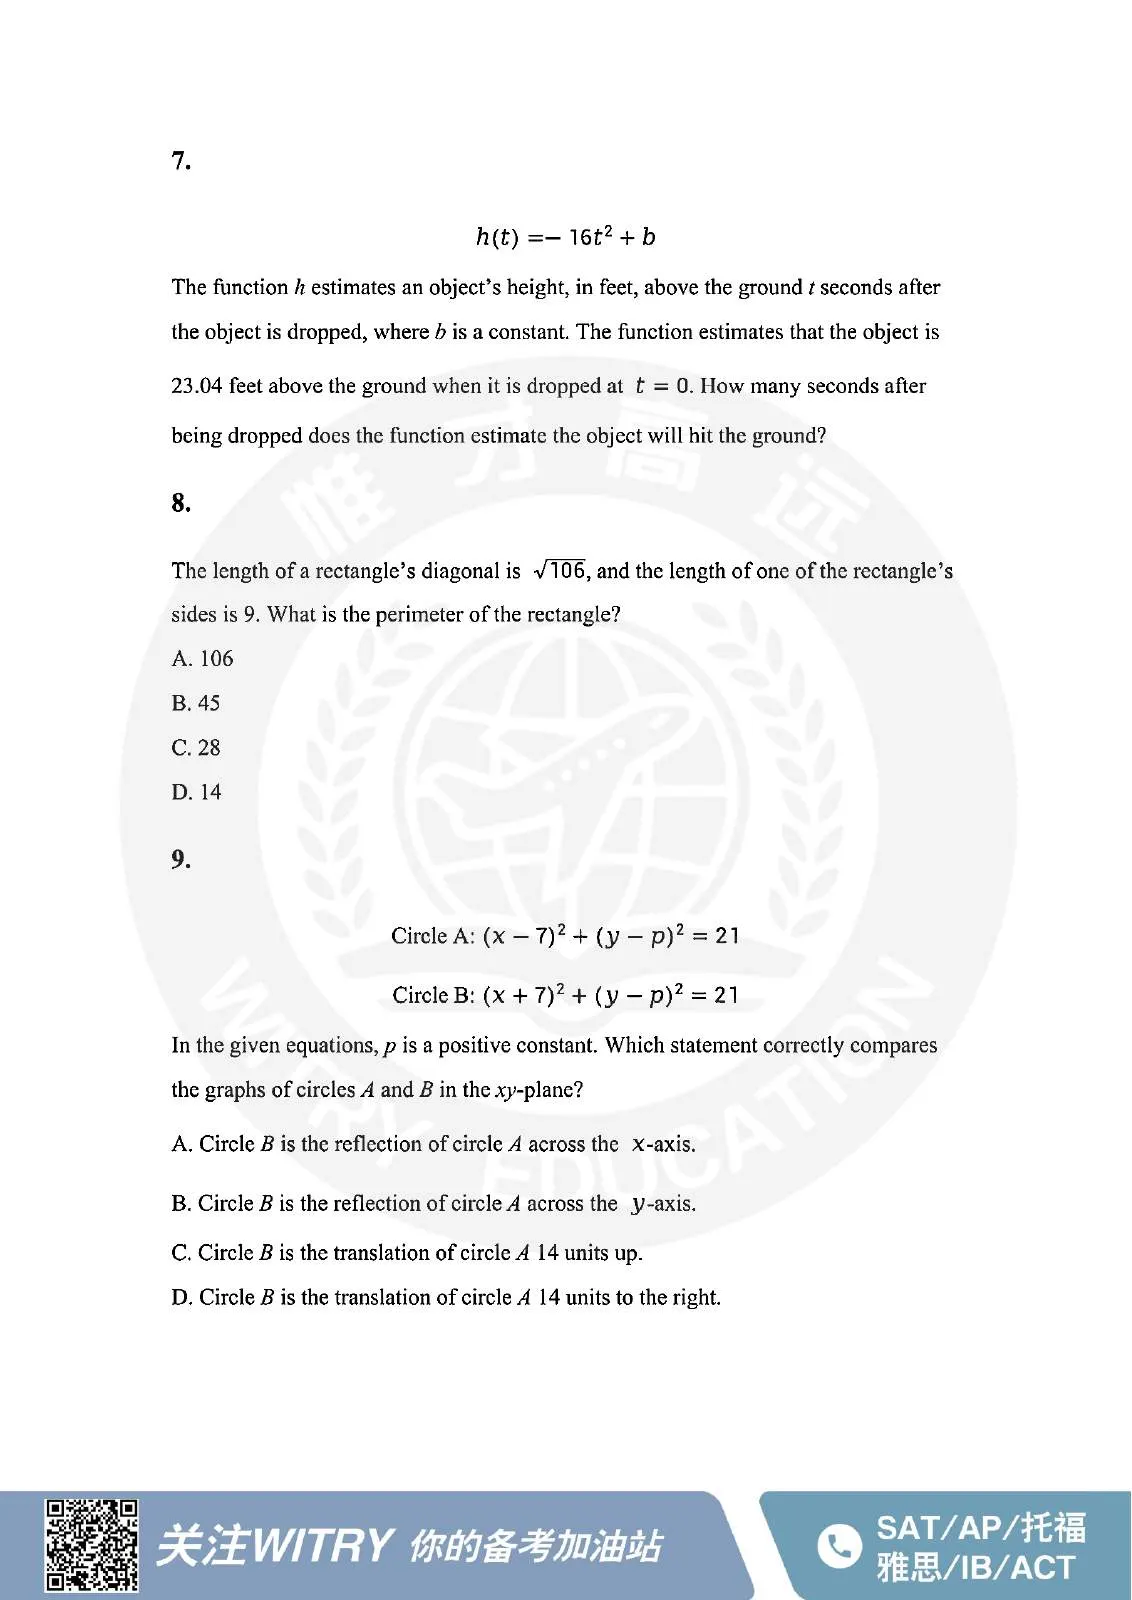 7.
h(t) =− 16t² + b
The function h estimates an object's height, in feet, above the ground t seconds after
the object is dropped, where b is a constant. The function estimates that the object is
23.04 feet above the ground when it is dropped at t = 0. How many seconds after
being dropped does the function estimate the object will hit the ground?
8.
The length of a rectangle's diagonal is √106, and the length of one of the rectangle's
sides is 9. What is the perimeter of the rectangle?
A. 106
B. 45
C. 28
D. 14
9.
Circle A: (x − 7)² + (y − p)² = 21
Circle B: (x + 7)² + (y − p)² = 21
In the given equations, p is a positive constant. Which statement correctly compares
the graphs of circles A and B in the xy-plane?
A. Circle B is the reflection of circle A across the x-axis.
B. Circle B is the reflection of circle A across the y-axis.
C. Circle B is the translation of circle A 14 units up.
D. Circle B is the translation of circle A 14 units to the right.
惟才高远
WITRY EDUCATION
关注WITRY 你的备考加油站
SAT/AP/托福
雅思/IB/ACT